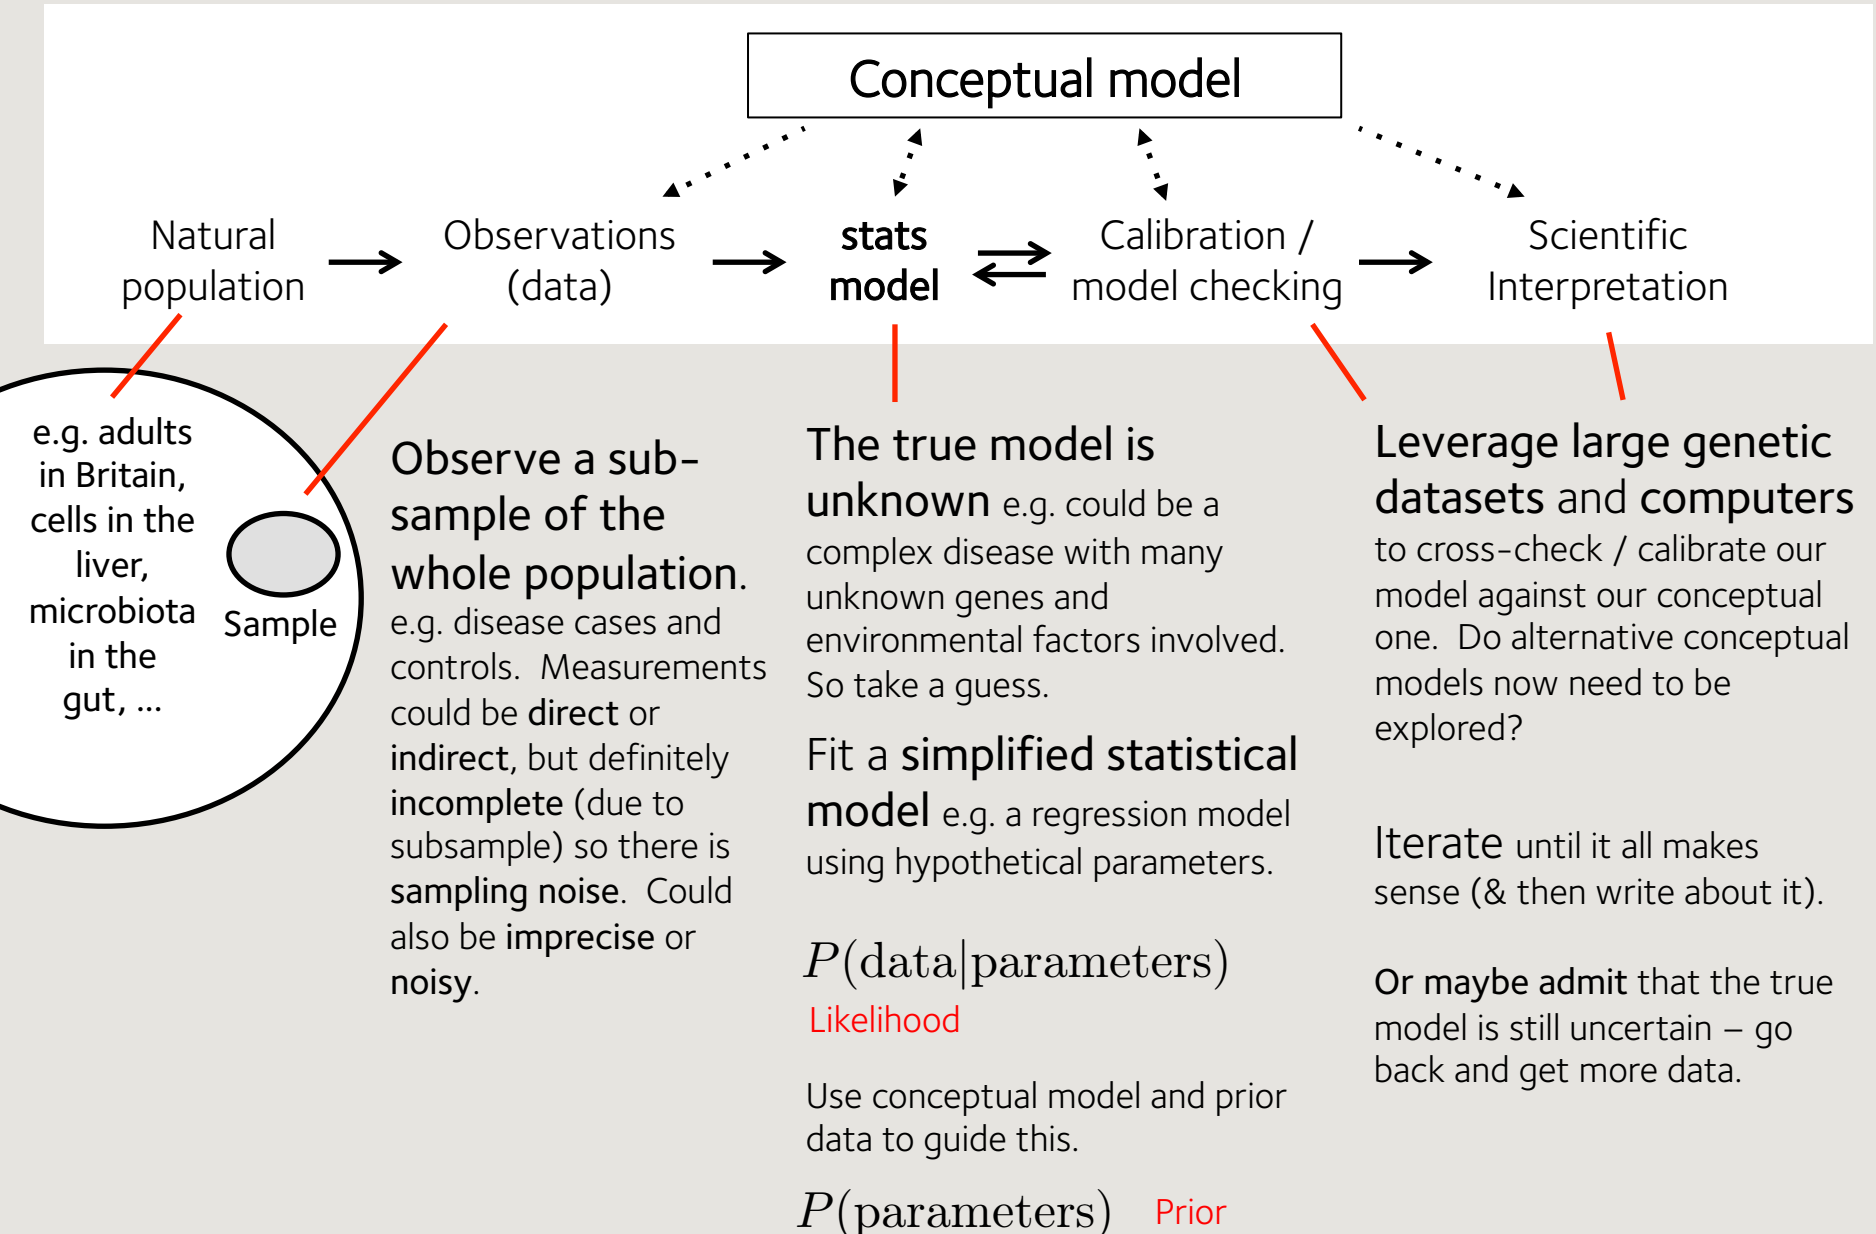 Conceptual model
Natural
population
Observations
(data)
stats
model
Calibration /
model checking
Scientific
Interpretation
e.g. adults
in Britain,
cells in the
liver,
microbiota
in the
gut, ...
Sample
Observe a sub-
sample of the
whole population.
e.g. disease cases and
controls. Measurements
could be direct or
indirect, but definitely
incomplete (due to
subsample) so there is
sampling noise. Could
also be imprecise or
noisy.
The true model is
unknown e.g. could be a
complex disease with many
unknown genes and
environmental factors involved.
So take a guess.
Fit a simplified statistical
model e.g. a regression model
using hypothetical parameters.
P(data|parameters)
Likelihood
Use conceptual model and prior
data to guide this.
P(parameters) Prior
Leverage large genetic
datasets and computers
to cross-check / calibrate our
model against our conceptual
one. Do alternative conceptual
models now need to be
explored?
Iterate until it all makes
sense (& then write about it).
Or maybe admit that the true
model is still uncertain – go
back and get more data.